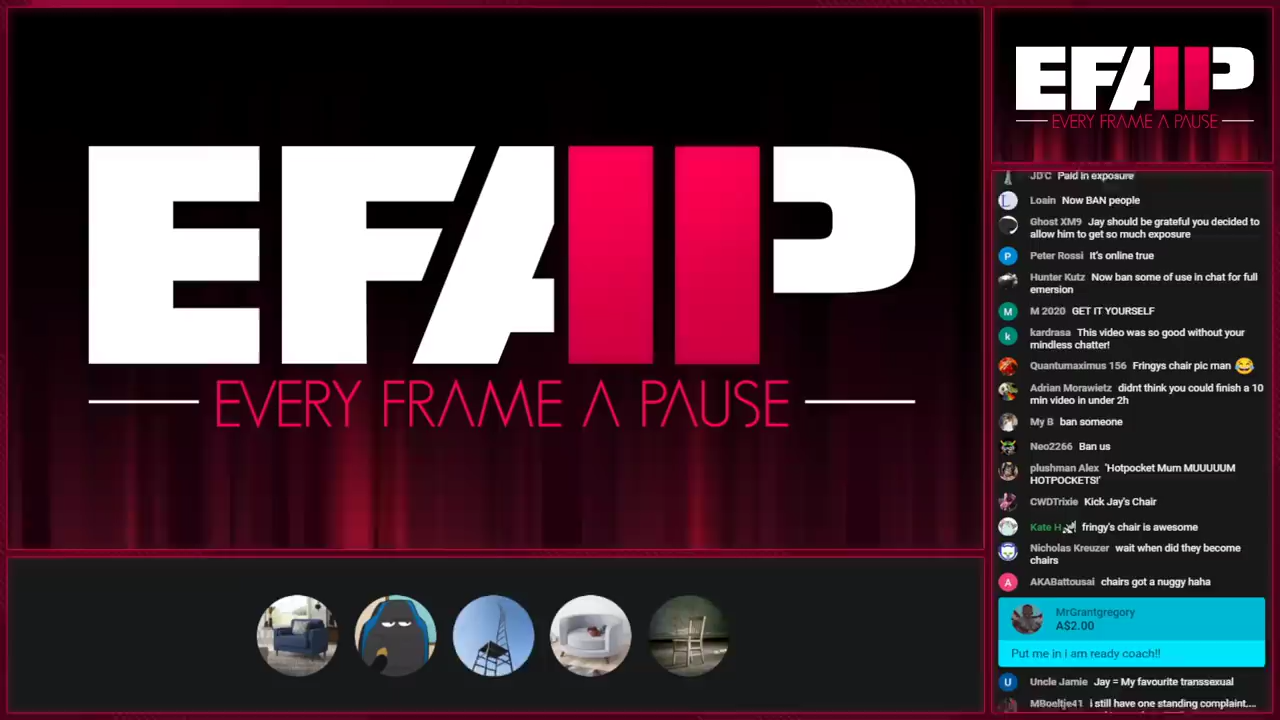 EFAP
EVERY FRAME A PAUSE
EFAP
EVERY FRAME A PAUSE
JD'C Paid in exposure
Loain Now BAN people
Ghost XM9 Jay should be grateful you decided to
allow him to get so much exposure
Peter Rossi It's online true
Hunter Kutz Now ban some of use in chat for full
emersion
M 2020 GET IT YOURSELF
kardrasa This video was so good without your
mindless chatter!
Quantumaximus 156 Fringys chair pic man 😂
Adrian Morawietz didnt think you could finish a 10
min video in under 2h
My B ban someone
Neo2266 Ban us
plushman Alex 'Hotpocket Mum MUUUUM
HOTPOCKETS!'
CWDTrixie Kick Jay's Chair
Kate H fringy's chair is awesome
Nicholas Kreuzer wait when did they become
chairs
AKABattousai chairs got a nuggy haha
MrGrantgregory
A$2.00
Put me in i am ready coach!!
Uncle Jamie Jay = My favourite transsexual
MBoeltje41 i still have one standing complaint....